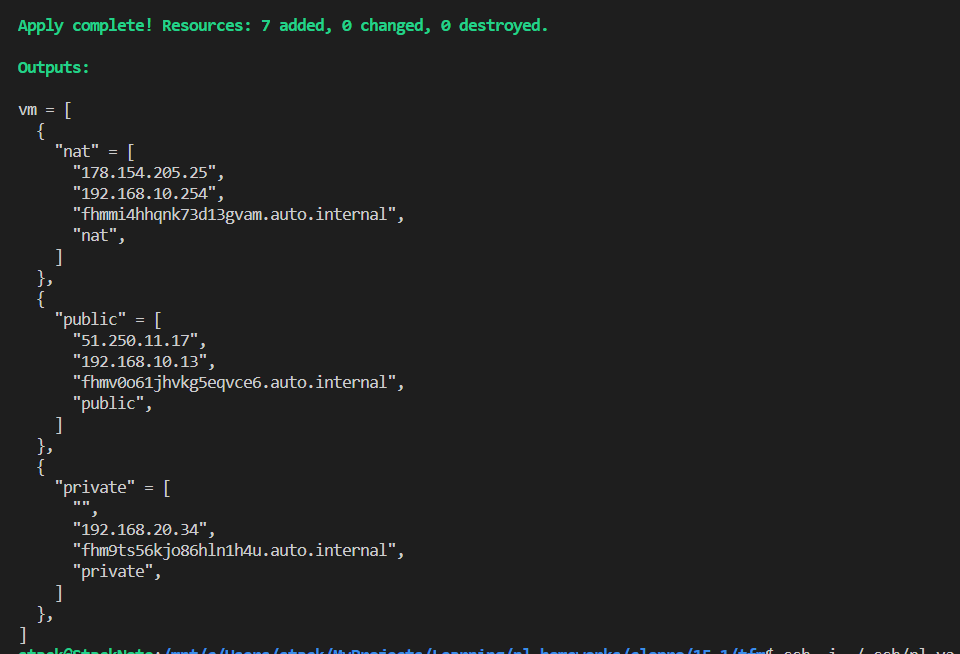 Apply complete! Resources: 7 added, 0 changed, 0 destroyed.
Outputs:
vm = [
  {
    "nat" = [
      "178.154.205.25",
      "192.168.10.254",
      "fhmmi4hhqnk73d13gvam.auto.internal",
      "nat",
    ]
  },
  {
    "public" = [
      "51.250.11.17",
      "192.168.10.13",
      "fhmv0o61jhvkg5eqvce6.auto.internal",
      "public",
    ]
  },
  {
    "private" = [
      "",
      "192.168.20.34",
      "fhm9ts56kjo86hln1h4u.auto.internal",
      "private",
    ]
  },
]